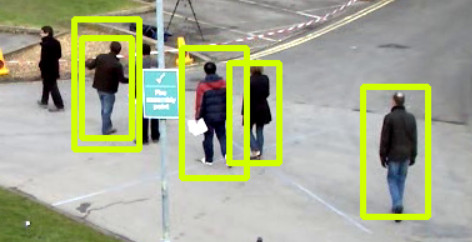 Fire
assembly
point